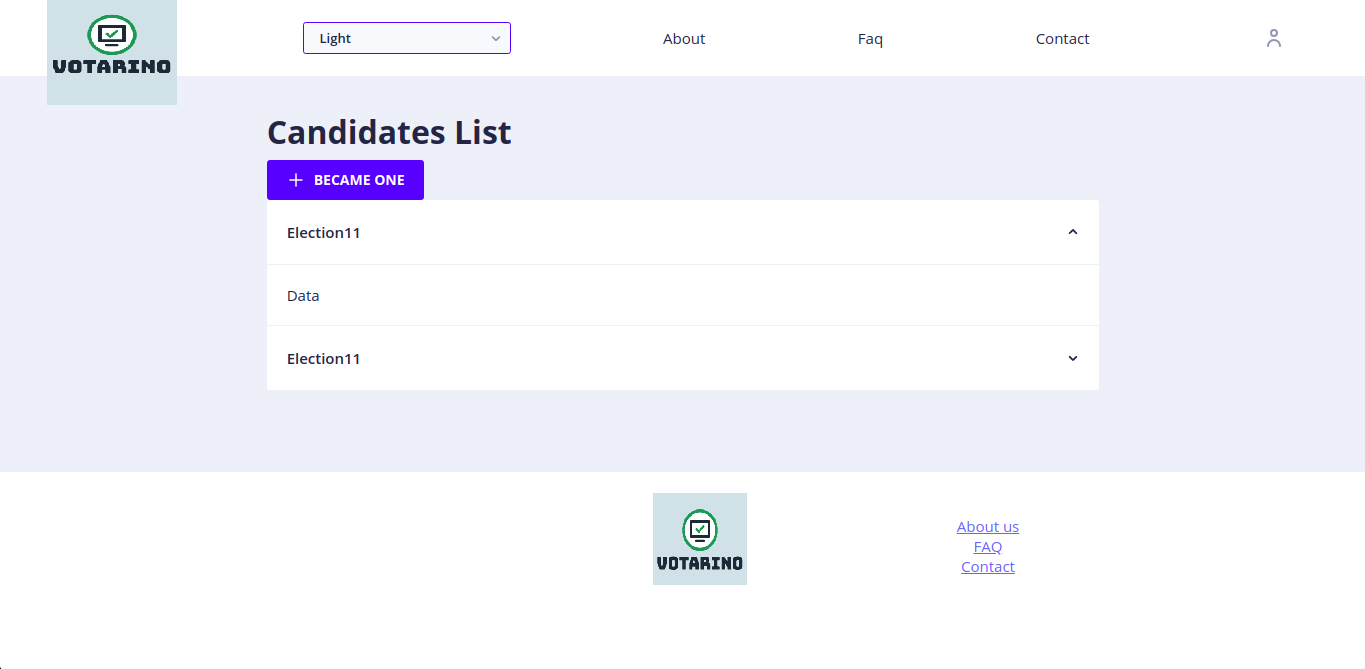 VOTARINO
Light
About
Faq
Contact
Candidates List
BECAME ONE
Election11
Data
Election11
VOTARINO
About us
FAQ
Contact